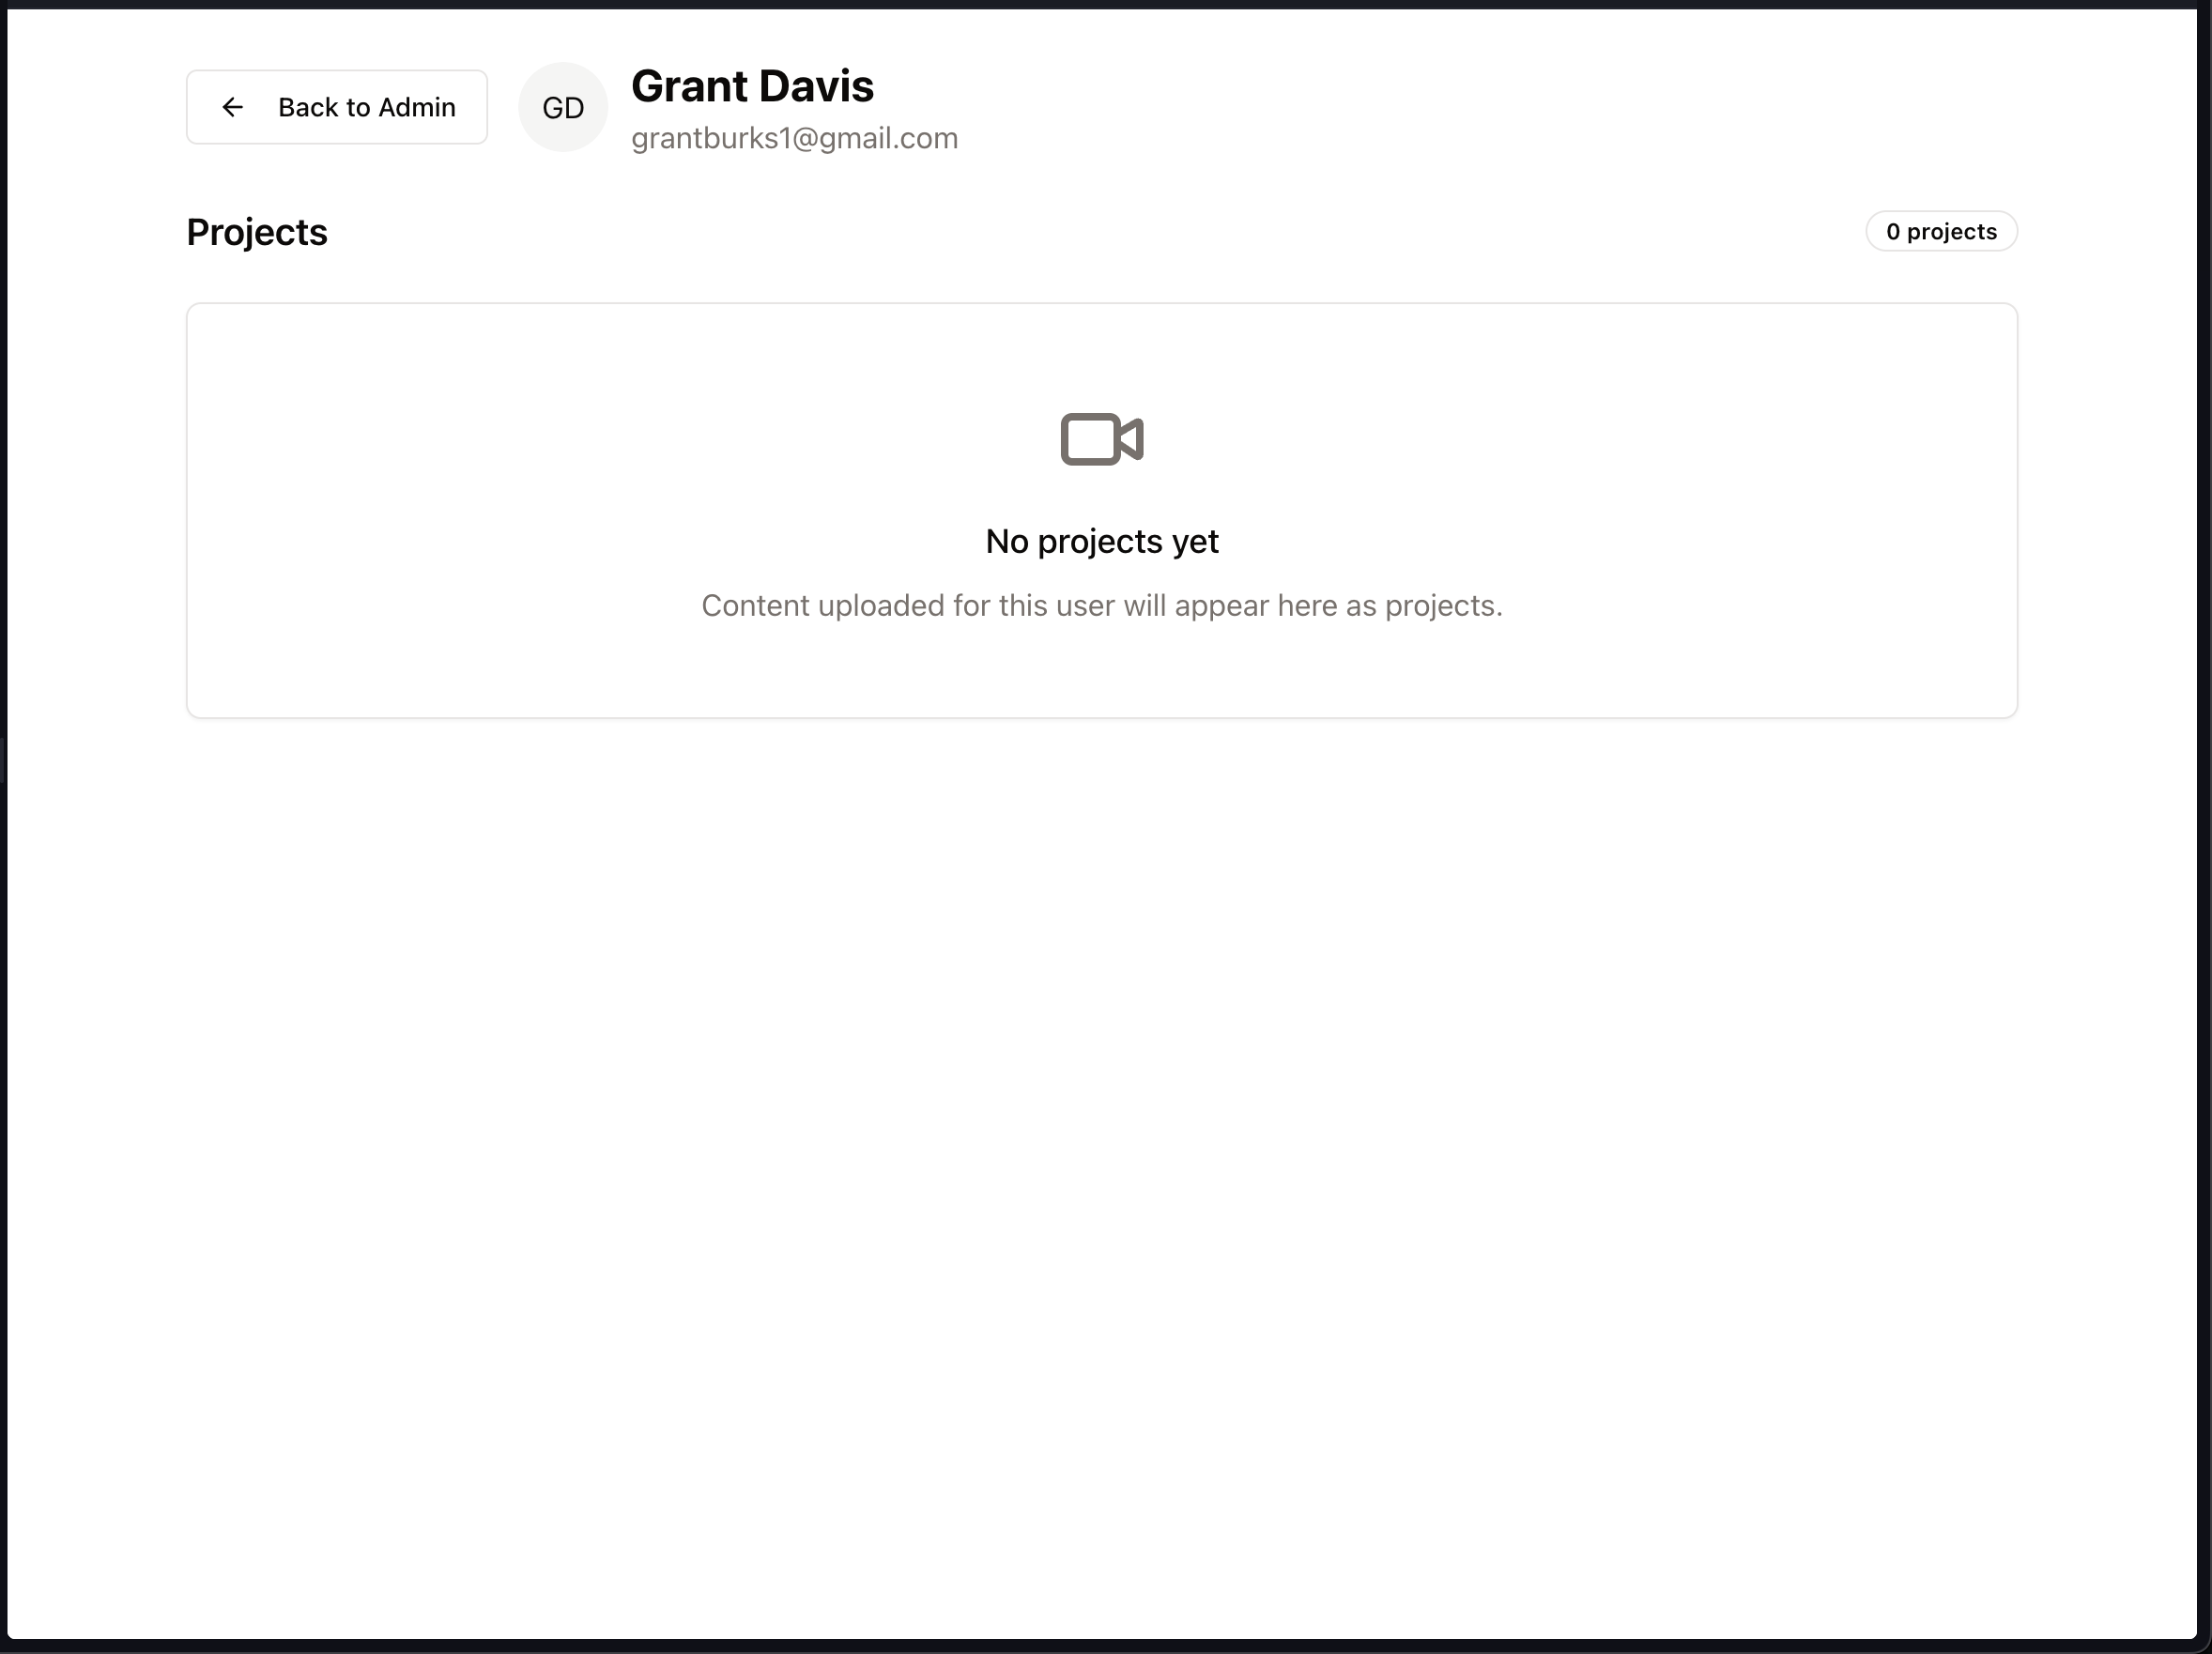 Back to Admin
GD
Grant Davis
grantburks1@gmail.com
Projects
0 projects
No projects yet
Content uploaded for this user will appear here as projects.